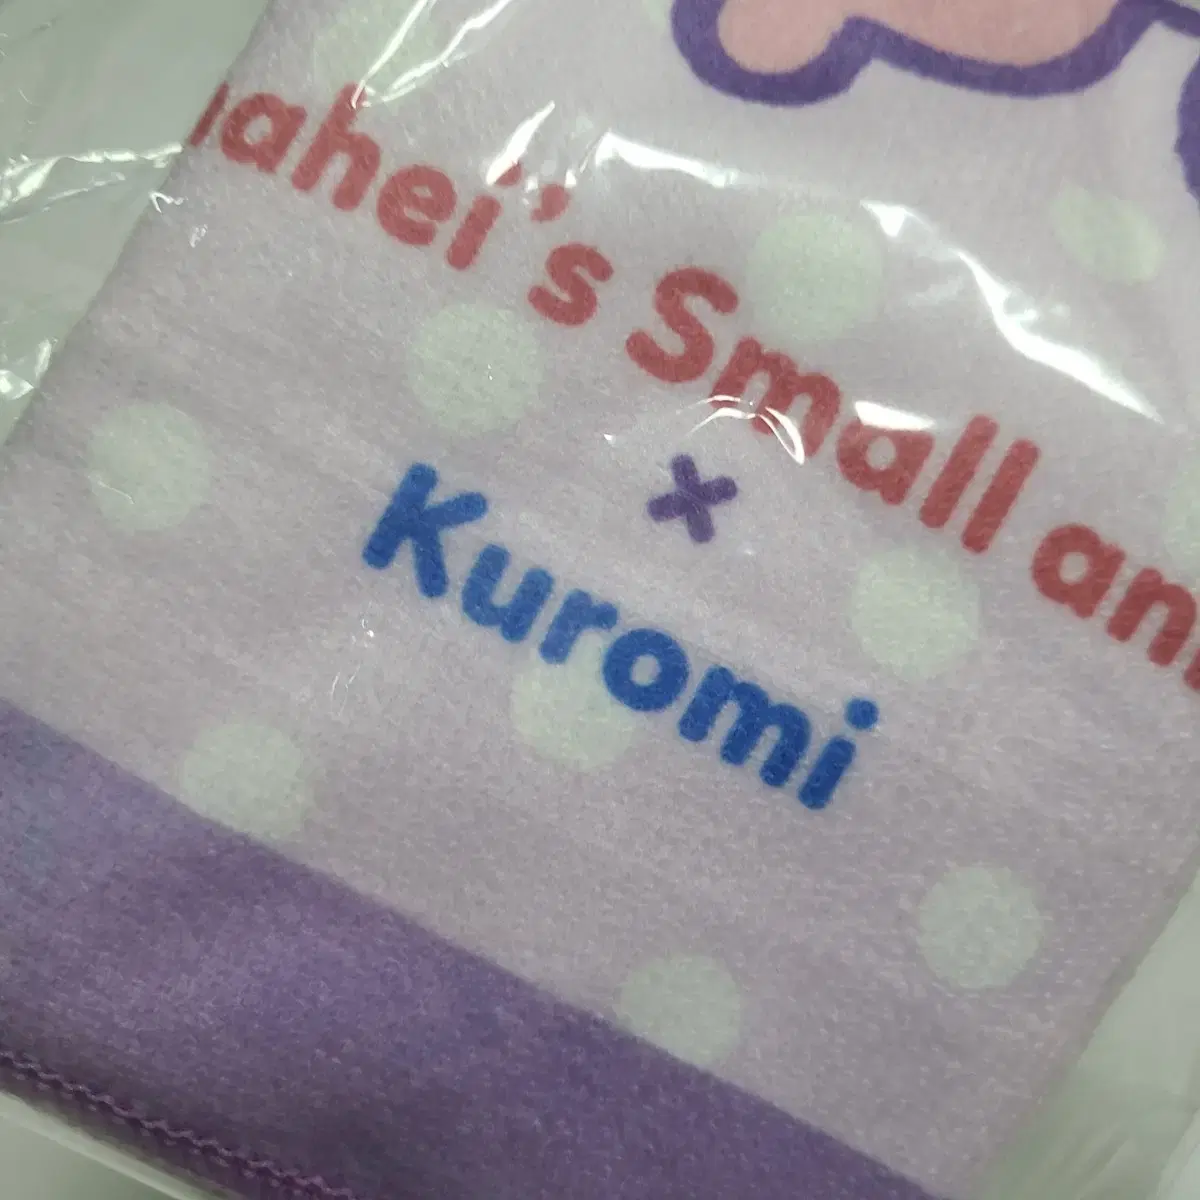 ahei's Small an
×
Kuromi